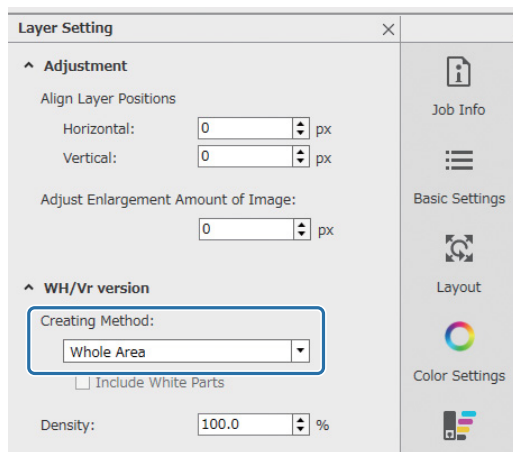 Layer Setting
Adjustment
Align Layer Positions
Horizontal: 0 px
Vertical: 0 px
Adjust Enlargement Amount of Image:
0 px
WH/Vr version
Creating Method:
Whole Area
Include White Parts
Density: 100.0 %
Job Info
Basic Settings
Layout
Color Settings